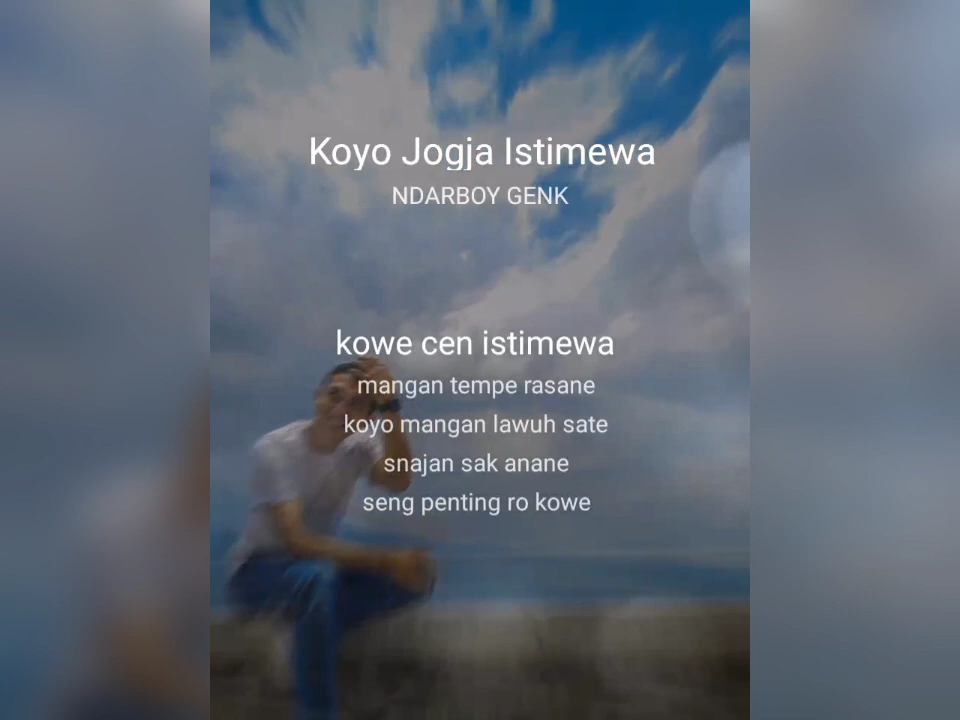 Koyo Jogja Istimewa
NDARBOY GENK
kowe cen istimewa
mangan tempe rasane
koyo mangan lawuh sate
snajan sak anane
seng penting ro kowe